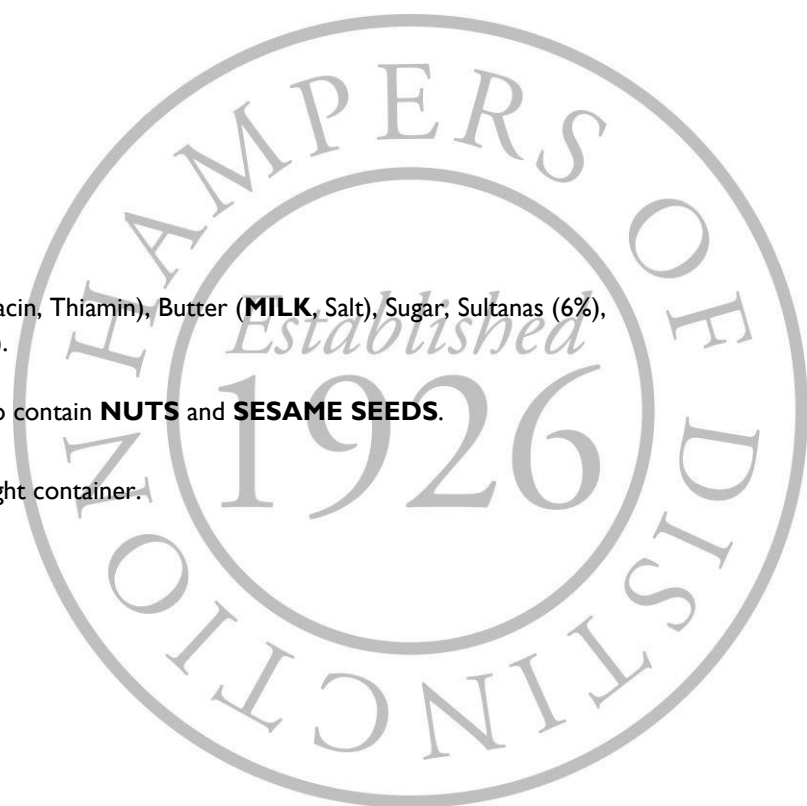 HAMPERS OF DISTINCTION
acin, Thiamin), Butter (MILK, Salt), Sugar, Sultanas (6%),
Established
).
1926
o contain NUTS and SESAME SEEDS.
ght container.